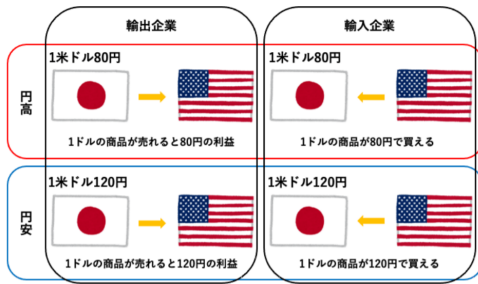 輸出企業
輸入企業
円高
1米ドル80円
1米ドル80円
1ドルの商品が売れると80円の利益
1ドルの商品が80円で買える
円安
1米ドル120円
1米ドル120円
1ドルの商品が売れると120円の利益
1ドルの商品が120円で買える